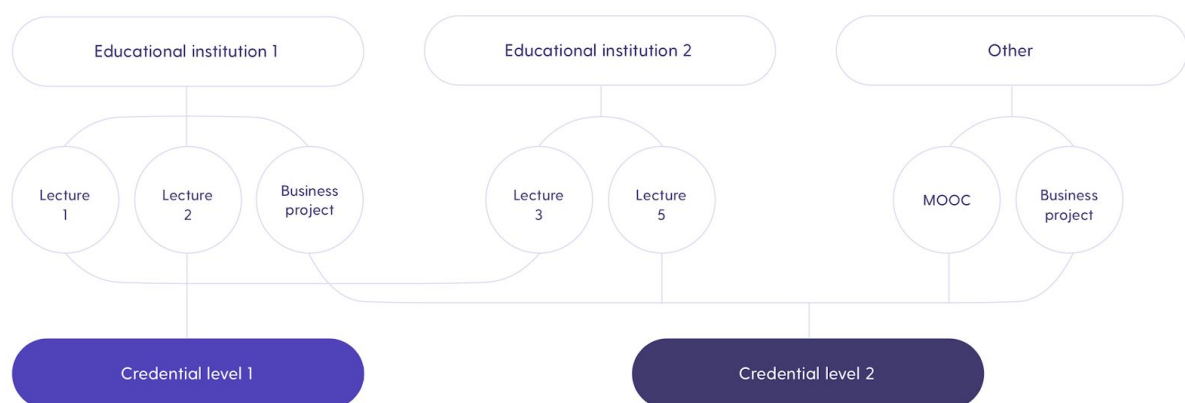 Educational institution 1
Educational institution 2
Other
Lecture
1
Lecture
2
Business
project
Lecture
3
Lecture
5
MOOC
Business
project
Credential level 1
Credential level 2